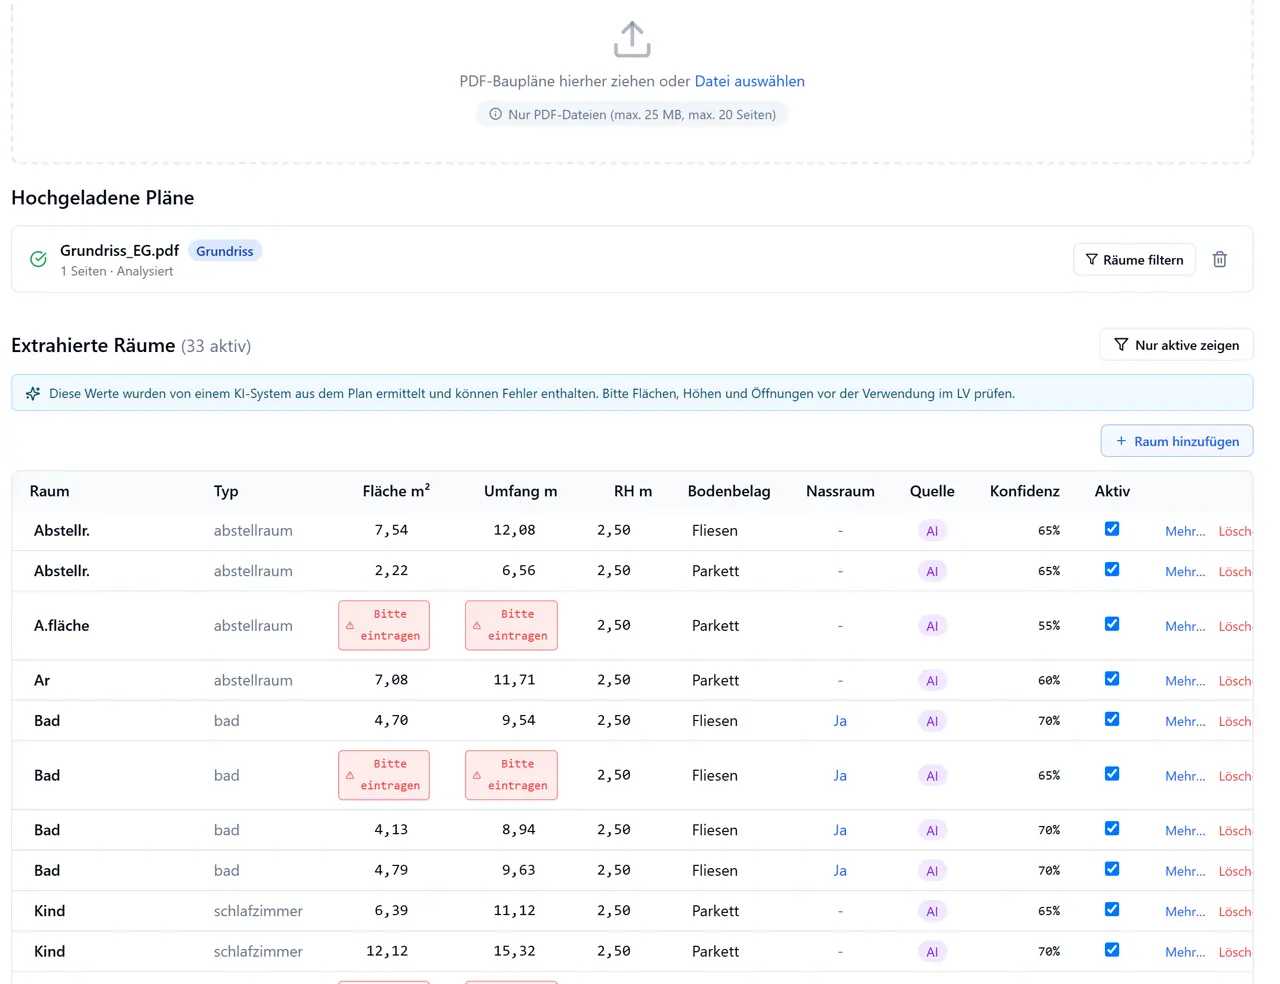 PDF-Baupläne hierher ziehen oder Datei auswählen
Nur PDF-Dateien (max. 25 MB, max. 20 Seiten)
Hochgeladene Pläne
Grundriss_EG.pdf Grundriss
1 Seiten · Analysiert
Räume filtern
Extrahierte Räume (33 aktiv)
Nur aktive zeigen
Diese Werte wurden von einem KI-System aus dem Plan ermittelt und können Fehler enthalten. Bitte Flächen, Höhen und Öffnungen vor der Verwendung im LV prüfen.
+ Raum hinzufügen
Raum Typ Fläche m² Umfang m RH m Bodenbelag Nassraum Quelle Konfidenz Aktiv
Abstellr. abstellraum 7,54 12,08 2,50 Fliesen - AI 65% Mehr... Lösch
Abstellr. abstellraum 2,22 6,56 2,50 Parkett - AI 65% Mehr... Lösch
A.fläche abstellraum Bitte eintragen Bitte eintragen 2,50 Parkett - AI 55% Mehr... Lösch
Ar abstellraum 7,08 11,71 2,50 Parkett - AI 60% Mehr... Lösch
Bad bad 4,70 9,54 2,50 Fliesen Ja AI 70% Mehr... Lösch
Bad bad Bitte eintragen Bitte eintragen 2,50 Fliesen Ja AI 65% Mehr... Lösch
Bad bad 4,13 8,94 2,50 Fliesen Ja AI 70% Mehr... Lösch
Bad bad 4,79 9,63 2,50 Fliesen Ja AI 70% Mehr... Lösch
Kind schlafzimmer 6,39 11,12 2,50 Parkett - AI 65% Mehr... Lösch
Kind schlafzimmer 12,12 15,32 2,50 Parkett - AI 70% Mehr... Lösch